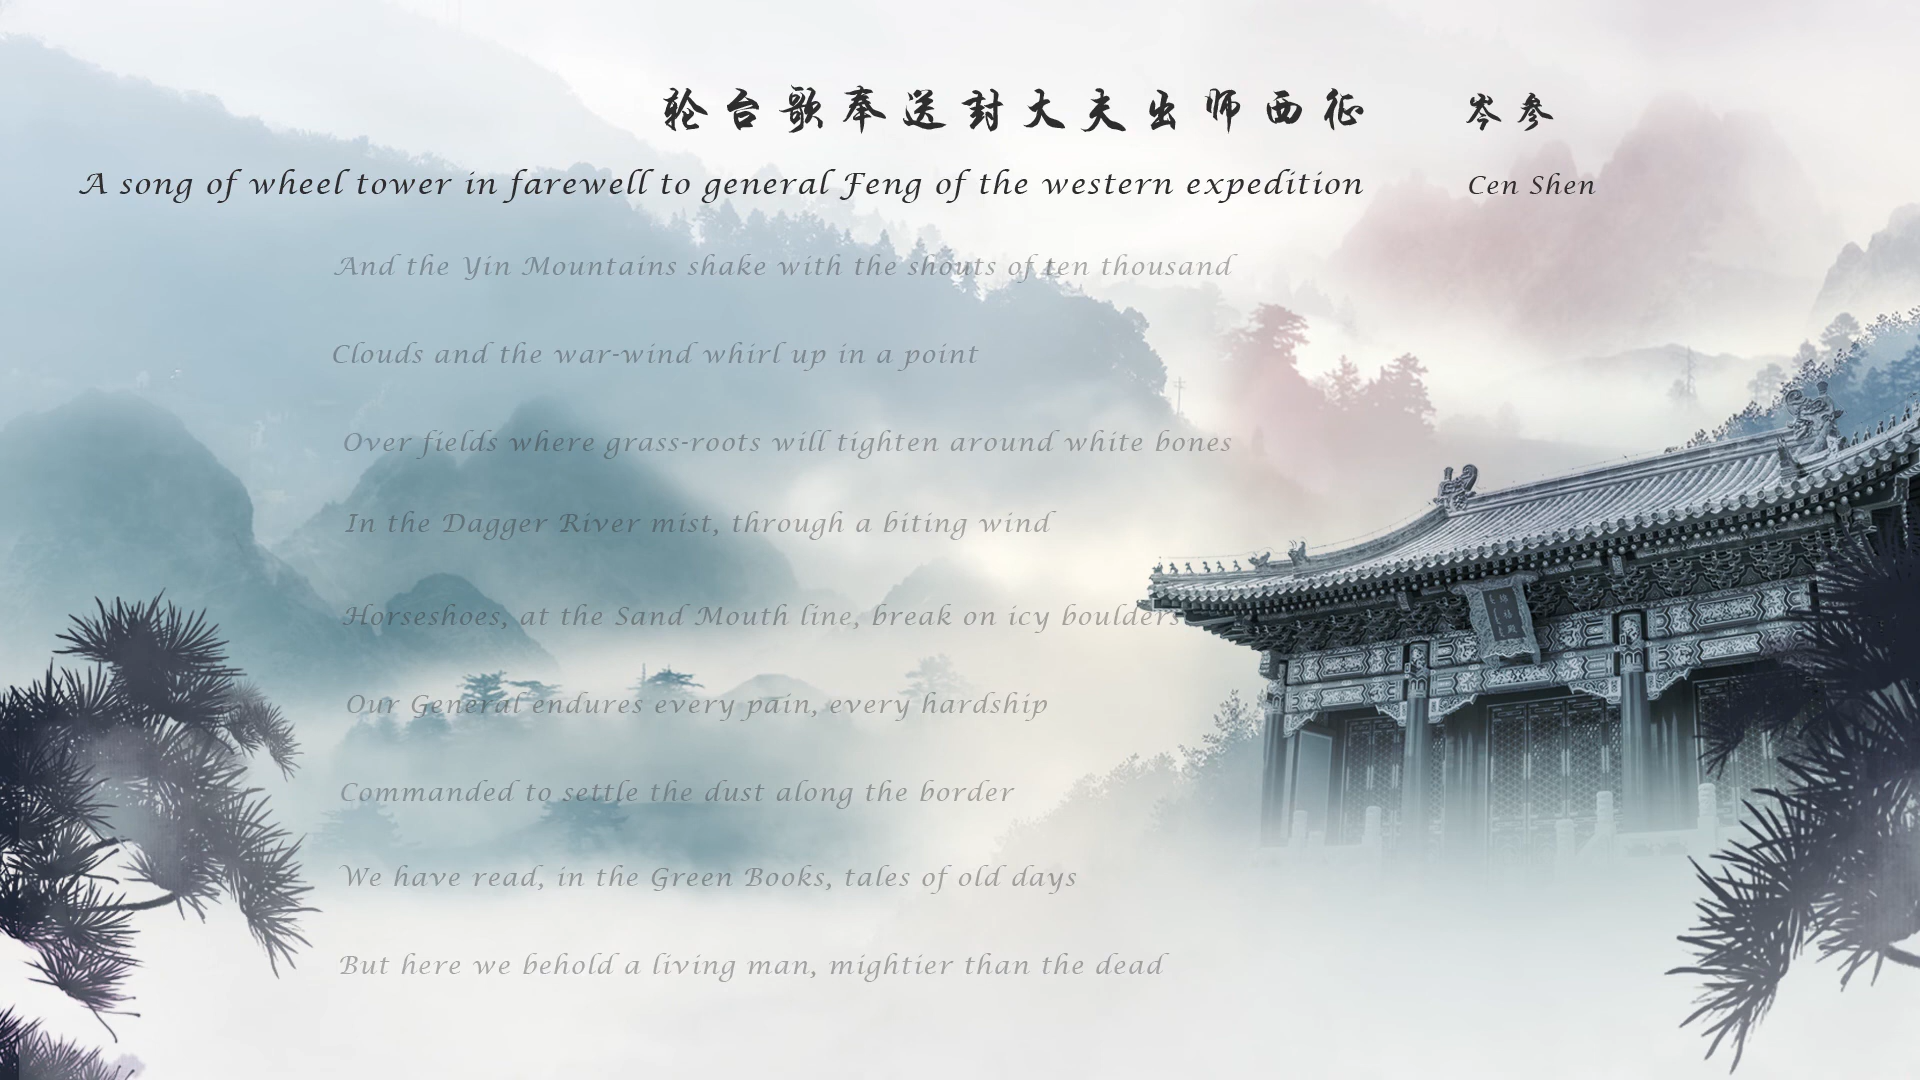 轮台歌奉送封大夫出师西征 岑参
A song of wheel tower in farewell to general Feng of the western expedition Cen Shen
And the Yin Mountains shake with the shouts of ten thousand
Clouds and the war-wind whirl up in a point
Over fields where grass-roots will tighten around white bones
In the Dagger River mist, through a biting wind
Horseshoes, at the Sand Mouth line, break on icy boulders
Our General endures every pain, every hardship
Commanded to settle the dust along the border
We have read, in the Green Books, tales of old days
But here we behold a living man, mightier than the dead